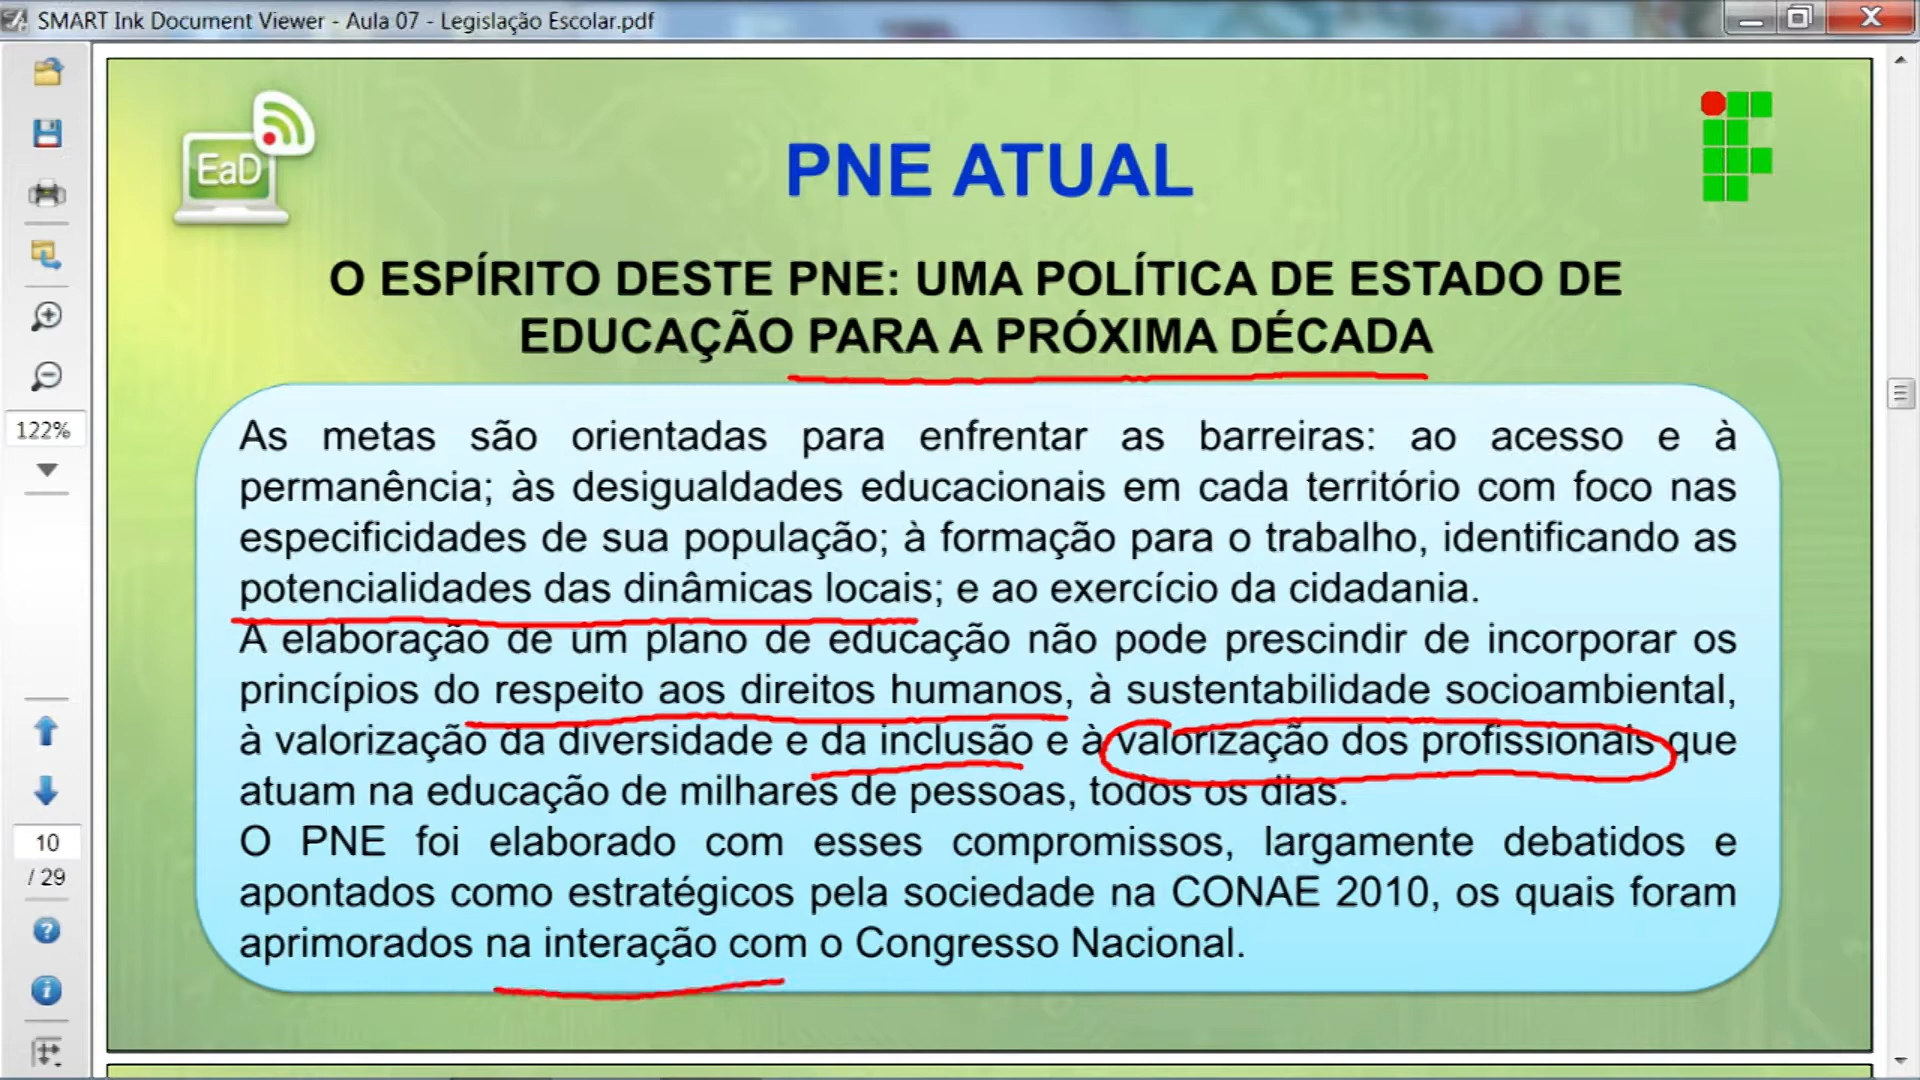 SMART Ink Document Viewer - Aula 07 - Legislação Escolar.pdf
EaD
PNE ATUAL
O ESPÍRITO DESTE PNE: UMA POLÍTICA DE ESTADO DE
EDUCAÇÃO PARA A PRÓXIMA DÉCADA
As metas são orientadas para enfrentar as barreiras: ao acesso e à
permanência; às desigualdades educacionais em cada território com foco nas
especificidades de sua população; à formação para o trabalho, identificando as
potencialidades das dinâmicas locais; e ao exercício da cidadania.
A elaboração de um plano de educação não pode prescindir de incorporar os
princípios do respeito aos direitos humanos, à sustentabilidade socioambiental,
à valorização da diversidade e da inclusão e à valorização dos profissionais que
atuam na educação de milhares de pessoas, todos os dias.
O PNE foi elaborado com esses compromissos, largamente debatidos e
apontados como estratégicos pela sociedade na CONAE 2010, os quais foram
aprimorados na interação com o Congresso Nacional.
122%
10
/ 29